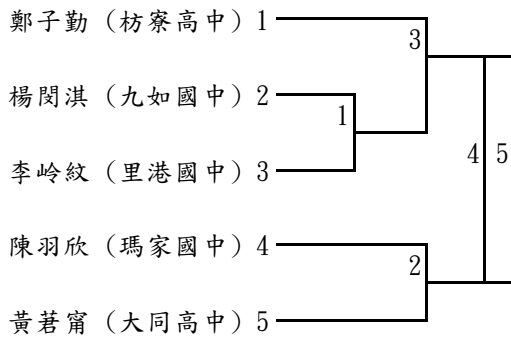 鄭子勤（枋寮高中）1
3
楊閔淇（九如國中）2
1
李岭紋（里港國中）3
4 5
陳羽欣（瑪家國中）4
2
黃莙甯（大同高中）5